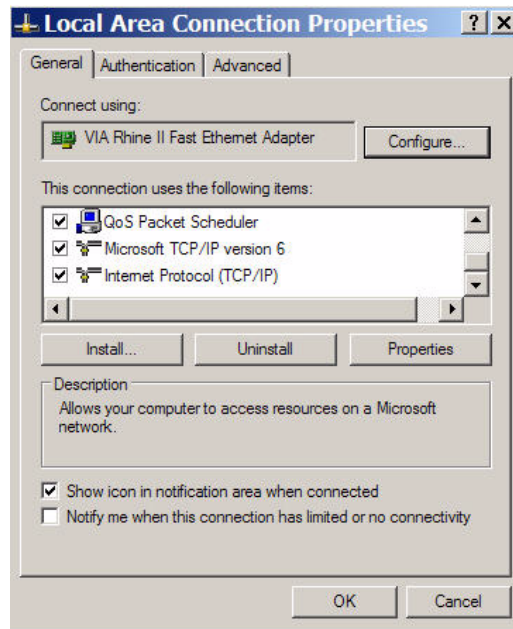 Local Area Connection Properties
General Authentication Advanced
Connect using:
VIA Rhine II Fast Ethernet Adapter Configure...
This connection uses the following items:
QoS Packet Scheduler
Microsoft TCP/IP version 6
Internet Protocol (TCP/IP)
Install... Uninstall Properties
Description
Allows your computer to access resources on a Microsoft
network.
Show icon in notification area when connected
Notify me when this connection has limited or no connectivity
OK Cancel